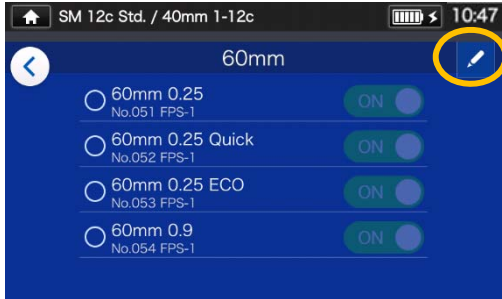 SM 12c Std. / 40mm 1-12c 10:47
60mm
60mm 0.25
No.051 FPS-1
ON
60mm 0.25 Quick
No.052 FPS-1
ON
60mm 0.25 ECO
No.053 FPS-1
ON
60mm 0.9
No.054 FPS-1
ON